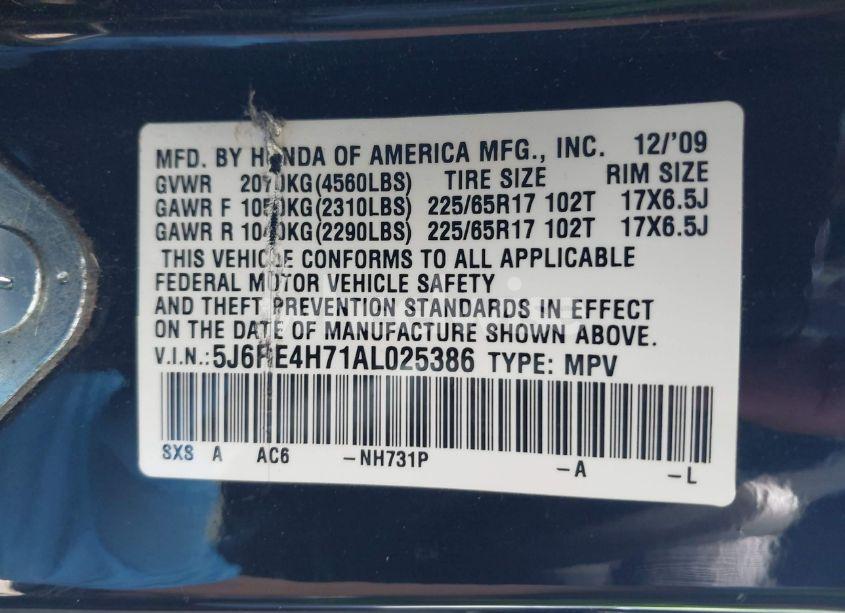 MFD. BY HONDA OF AMERICA MFG., INC. 12/'09
GVWR 2070KG(4560LBS) TIRE SIZE RIM SIZE
GAWR F 1050KG(2310LBS) 225/65R17 102T 17X6.5J
GAWR R 1040KG(2290LBS) 225/65R17 102T 17X6.5J
THIS VEHICLE CONFORMS TO ALL APPLICABLE
FEDERAL MOTOR VEHICLE SAFETY
AND THEFT PREVENTION STANDARDS IN EFFECT
ON THE DATE OF MANUFACTURE SHOWN ABOVE.
V.I.N.: 5J6RE4H71AL025386 TYPE: MPV
SXS A AC6 -NH731P -A -L